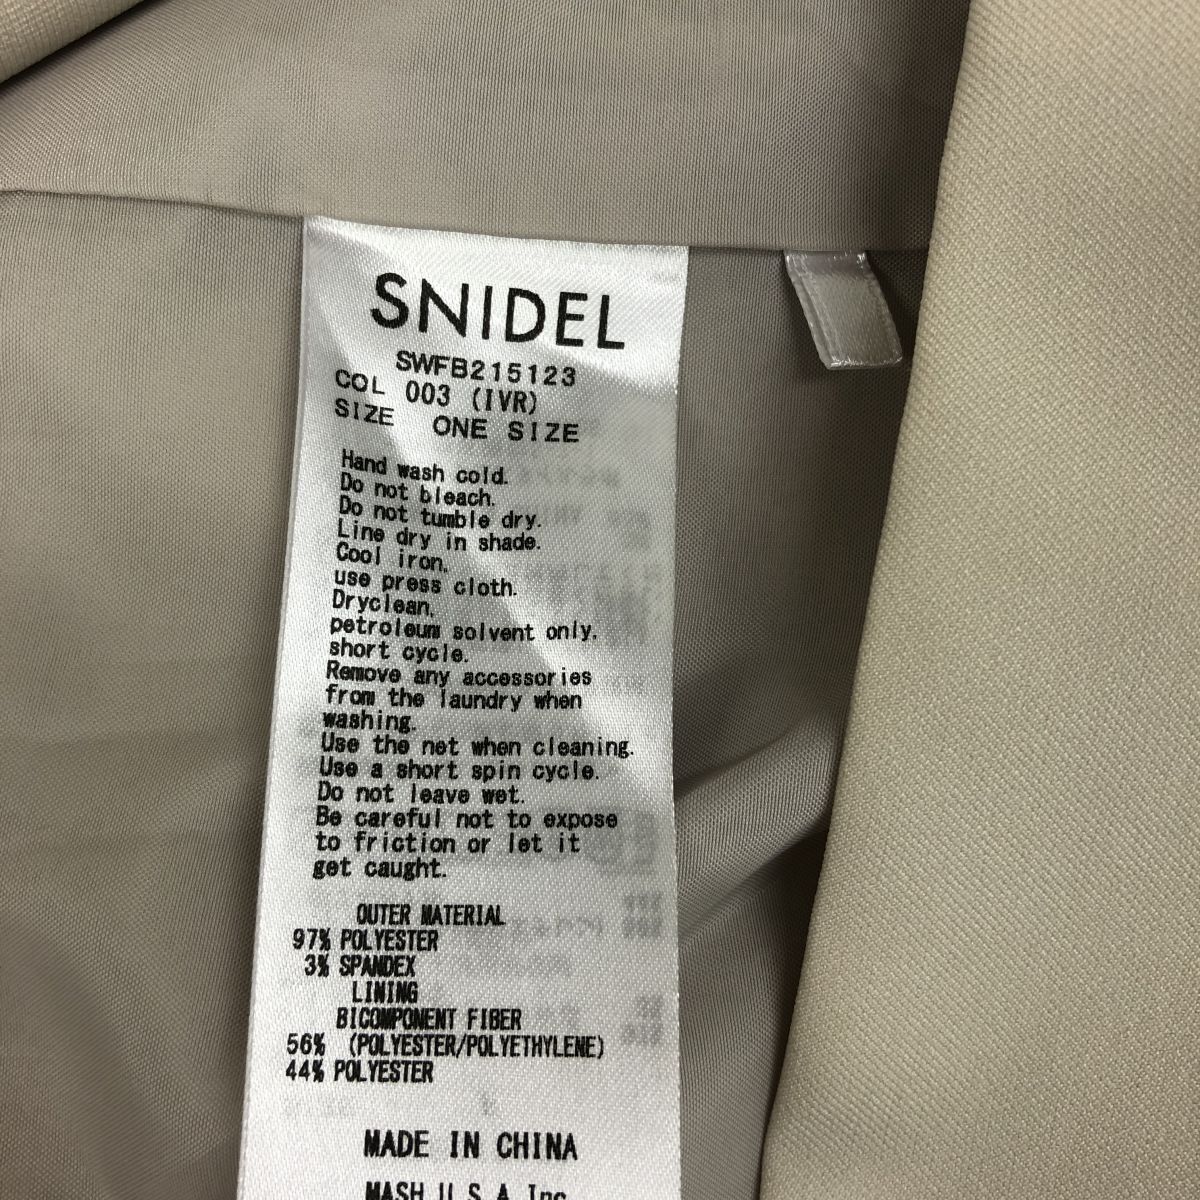 SNIDEL
SWFB215123
COL 003 (IVR)
SIZE ONE SIZE
Hand wash cold.
Do not bleach.
Do not tumble dry.
Line dry in shade.
Cool iron.
use press cloth.
Dryclean.
petroleum solvent only.
short cycle.
Remove any accessories
from the laundry when
washing.
Use the net when cleaning.
Use a short spin cycle.
Do not leave wet.
Be careful not to expose
to friction or let it
get caught.
OUTER MATERIAL
97% POLYESTER
3% SPANDEX
LINING
BICOMPONENT FIBER
56% (POLYESTER/POLYETHYLENE)
44% POLYESTER
MADE IN CHINA
MASH U.S.A Inc